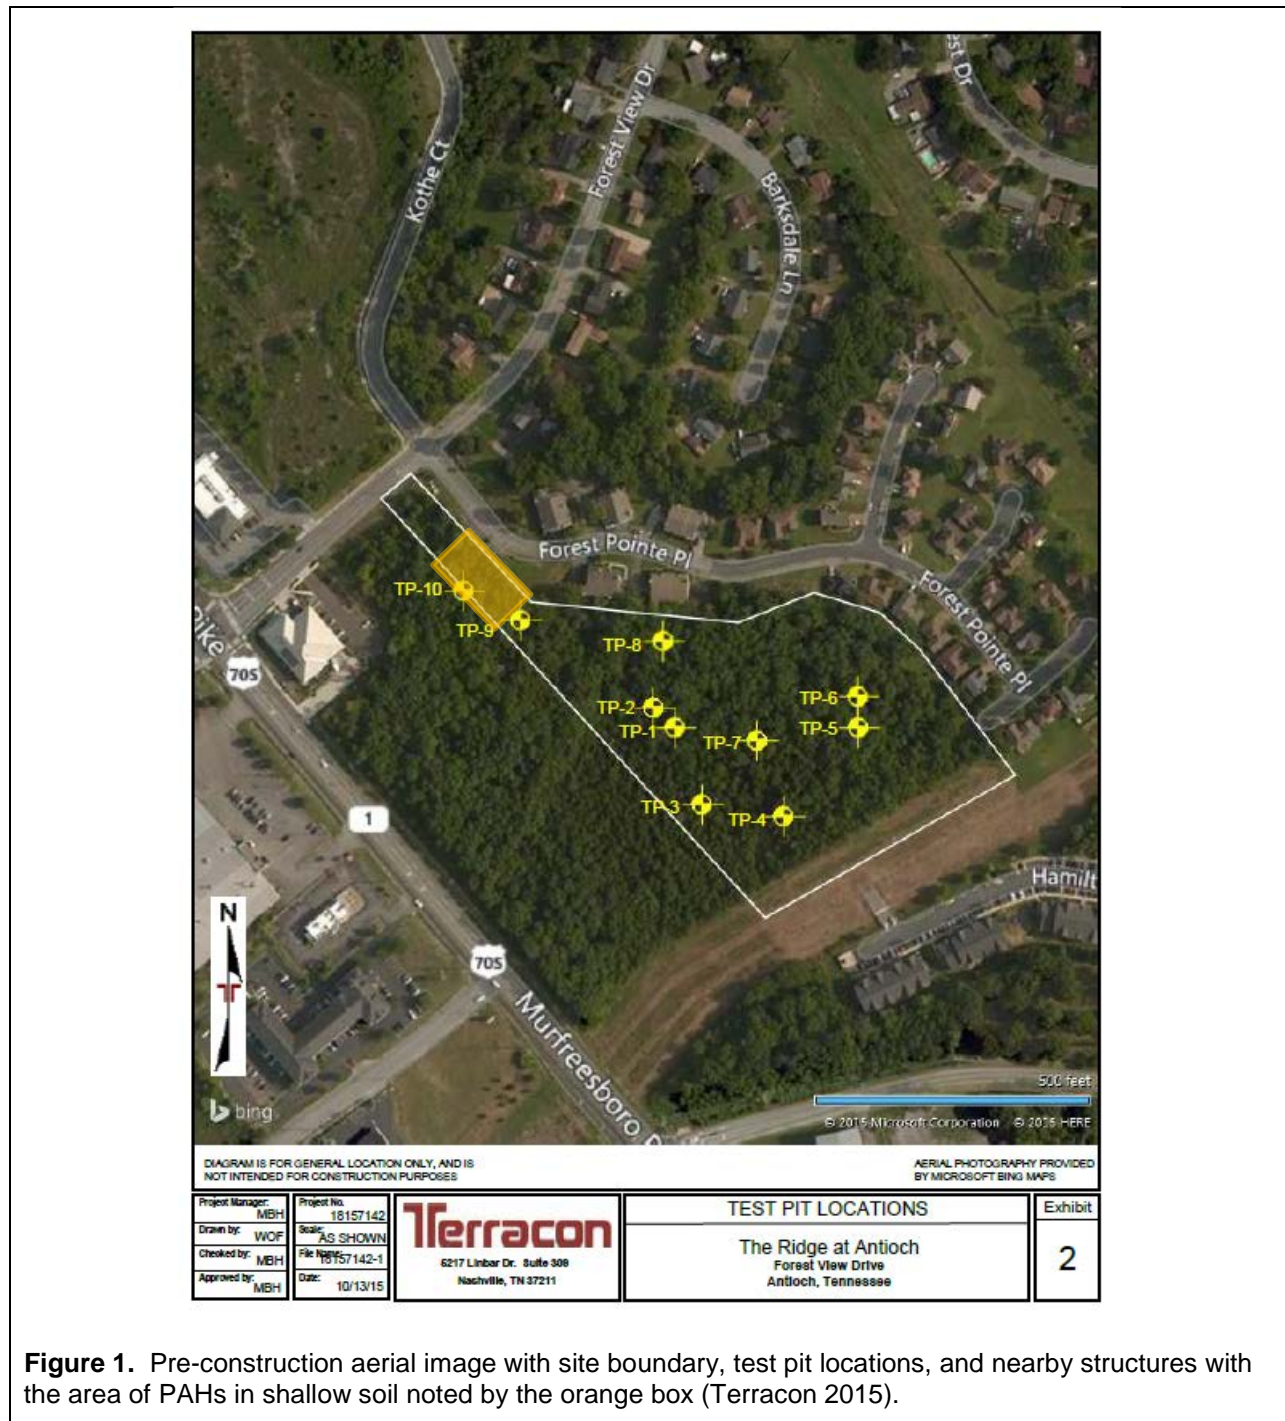 est Dr
Forest View Dr
Kothe Ct
Barksdale Ln
Forest Pointe Pl
Forest Pointe Pl
TP-10
TP-9
TP-8
TP-6
TP-2
TP-1
TP-7
TP-5
TP-3
TP-4
Pike
70S
1
70S
Hamilt
N
Murfreesboro P
500 feet
bing
© 2015 Microsoft Corporation © 2015 HERE
DIAGRAM IS FOR GENERAL LOCATION ONLY, AND IS
NOT INTENDED FOR CONSTRUCTION PURPOSES
AERIAL PHOTOGRAPHY PROVIDED
BY MICROSOFT BING MAPS
Project Manager: MBH
Drawn by: WOF
Checked by: MBH
Approved by: MBH
Project No. 18157142
Scale: AS SHOWN
File Name: 18157142-1
Date: 10/13/15
Terracon
5217 Linbar Dr. Suite 309
Nashville, TN 37211
TEST PIT LOCATIONS
The Ridge at Antioch
Forest View Drive
Antioch, Tennessee
Exhibit
2
Figure 1. Pre-construction aerial image with site boundary, test pit locations, and nearby structures with
the area of PAHs in shallow soil noted by the orange box (Terracon 2015).